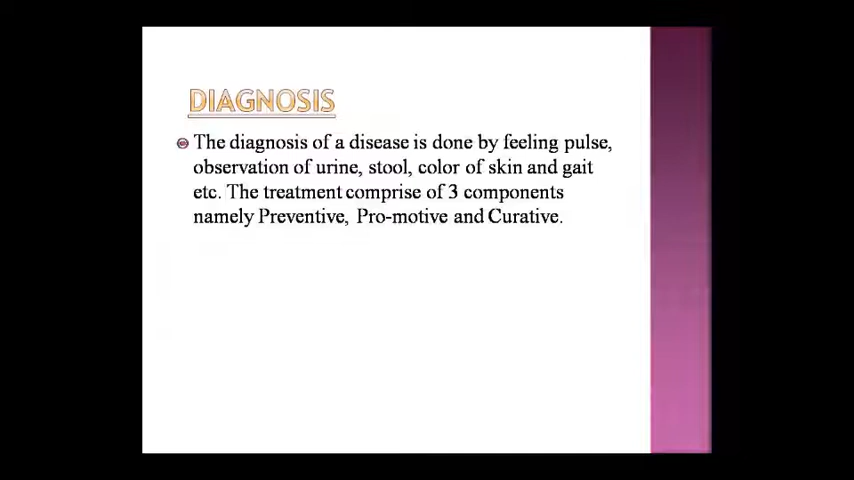 DIAGNOSIS
The diagnosis of a disease is done by feeling pulse,
observation of urine, stool, color of skin and gait
etc. The treatment comprise of 3 components
namely Preventive, Pro-motive and Curative.